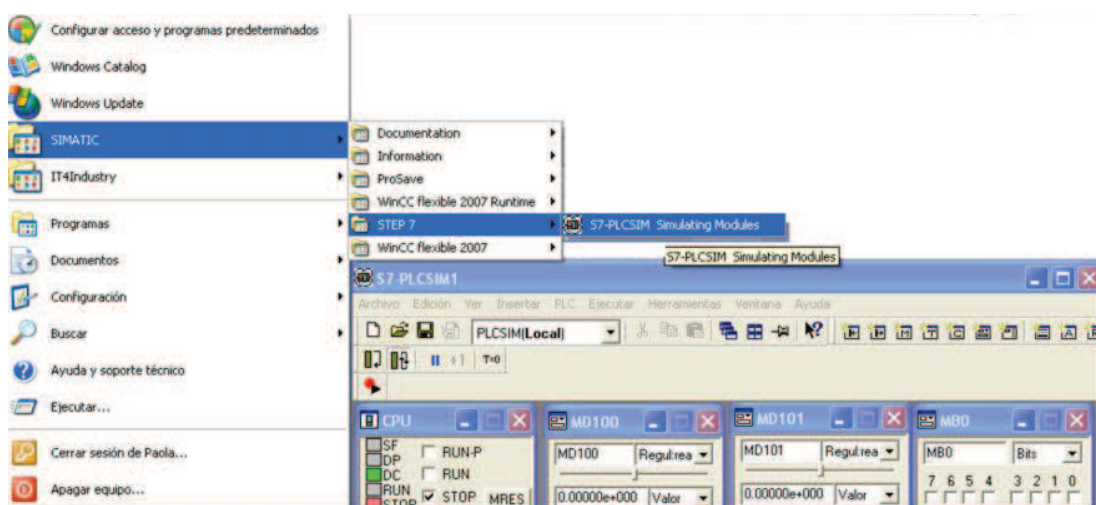 Configurar acceso y programas predeterminados
Windows Catalog
Windows Update
SIMATIC
IT4Industry
Programas
Documentos
Configuración
Buscar
Ayuda y soporte técnico
Ejecutar...
Cerrar sesión de Paola...
Apagar equipo...
Documentation
Information
ProSave
WinCC flexible 2007 Runtime
STEP 7
WinCC flexible 2007
S7-PLCSIM Simulating Modules
S7-PLCSIM Simulating Modules
S7-PLCSIM1
Archivo Edición Ver Insertar PLC Ejecutar Herramientas Ventana Ayuda
PLCSIM(Local)
+1 T=0
CPU
SF
DP
DC
RUN
STOP
RUN-P
RUN
STOP MRES
MD100
MD100 Regul:rea
0.00000e+000 Valor
MD101
MD101 Regul:rea
0.00000e+000 Valor
MB0
MB0 Bits
7 6 5 4 3 2 1 0